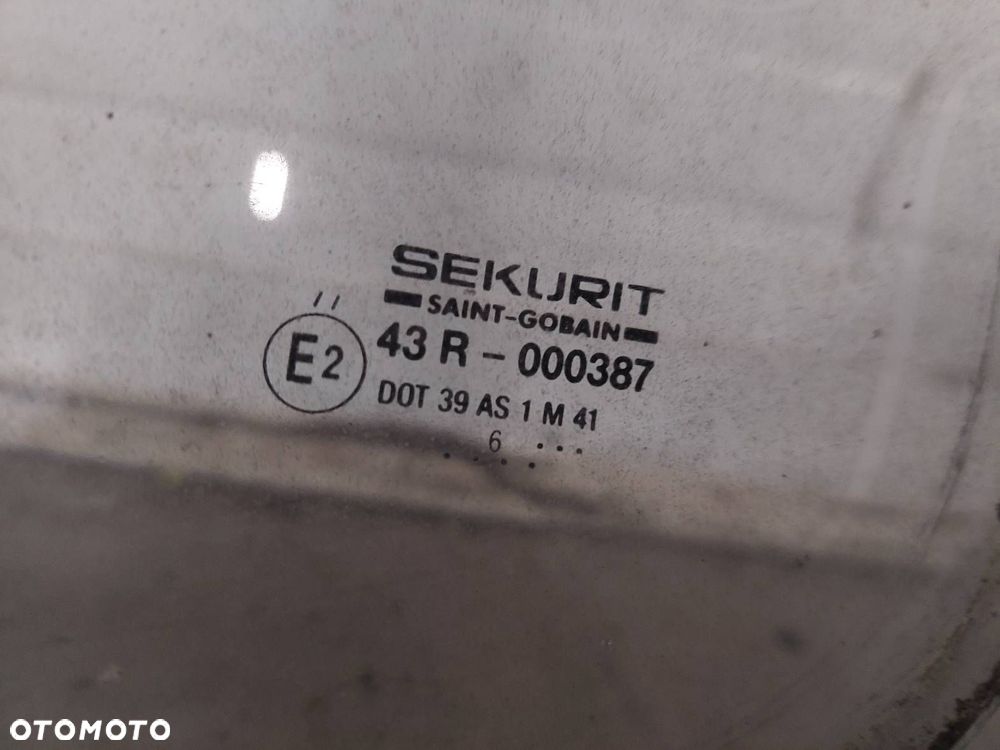 SEKURIT
SAINT-GOBAIN
E2 43 R - 000387
DOT 39 AS 1 M 41
. . 6 . . .
. . . . .
OTOMOTO